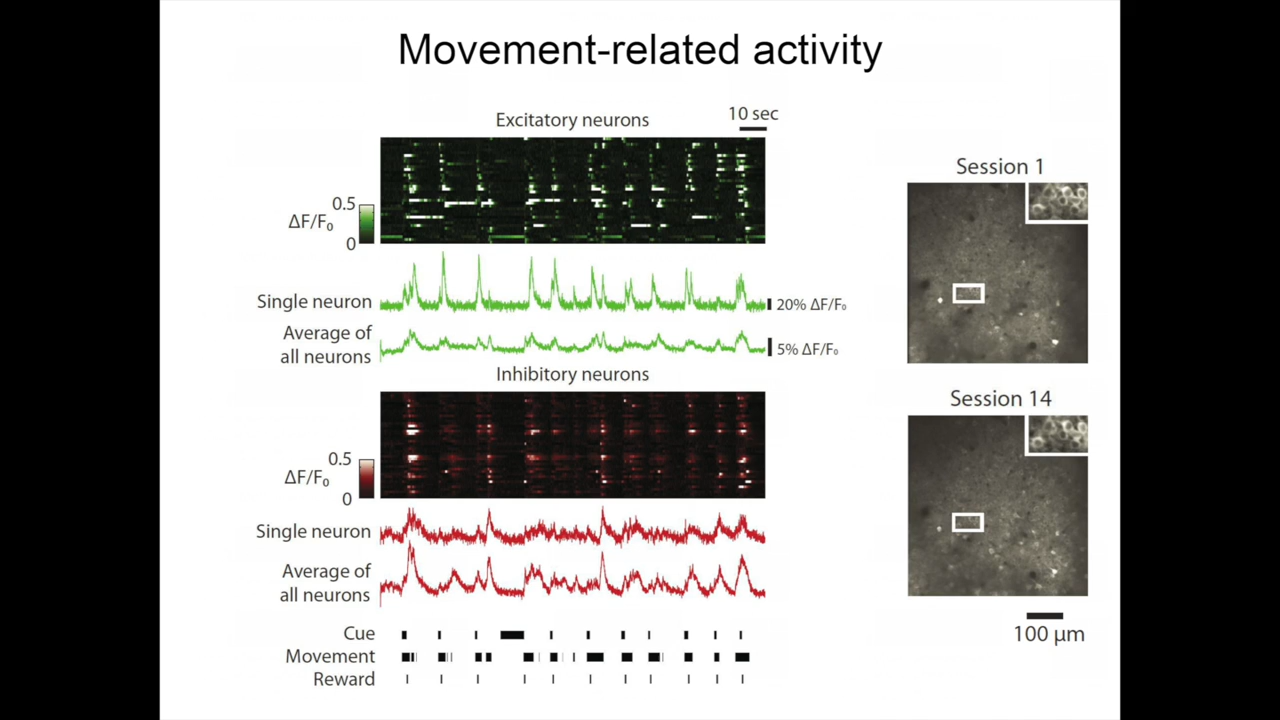 Movement-related activity
Excitatory neurons
10 sec
0.5
ΔF/F₀
0
Single neuron
20% ΔF/F₀
Average of
all neurons
5% ΔF/F₀
Inhibitory neurons
0.5
ΔF/F₀
0
Single neuron
Average of
all neurons
Cue
Movement
Reward
Session 1
Session 14
100 µm